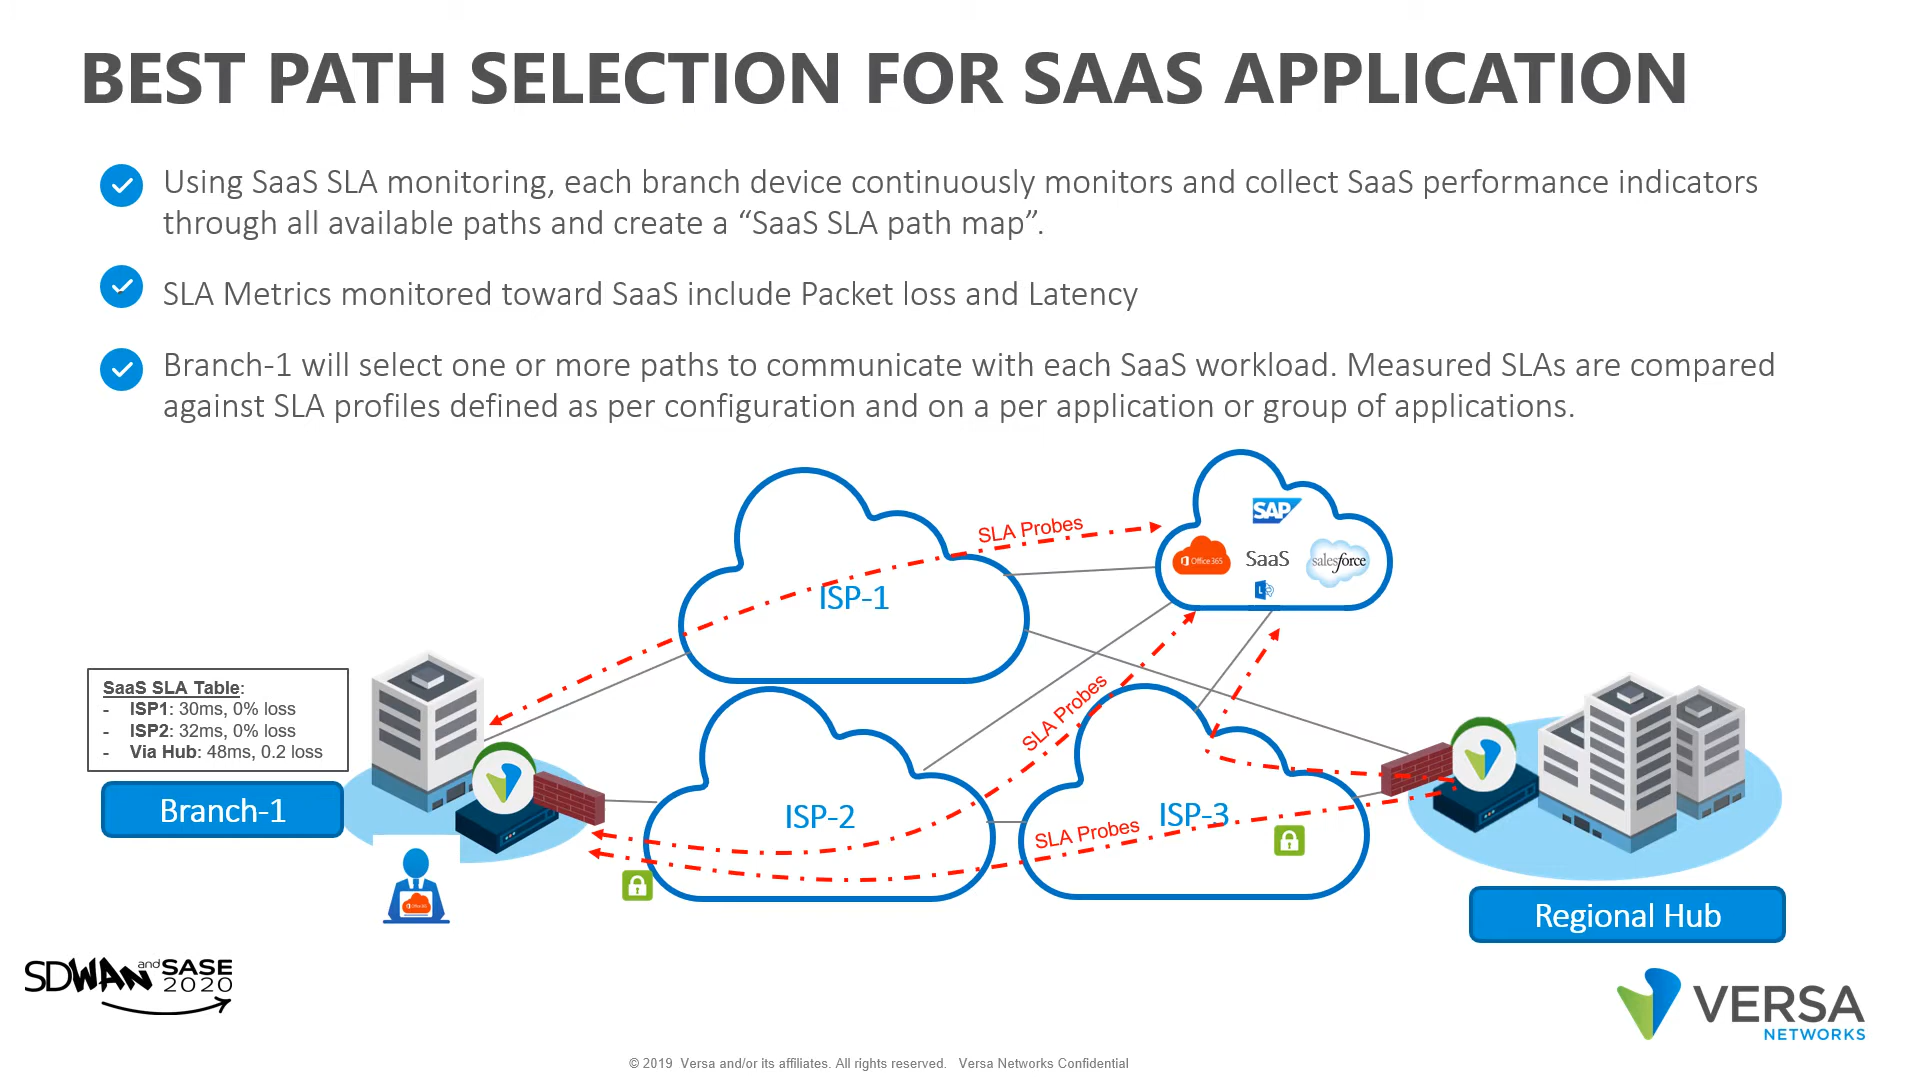 BEST PATH SELECTION FOR SAAS APPLICATION
Using SaaS SLA monitoring, each branch device continuously monitors and collect SaaS performance indicators
through all available paths and create a “SaaS SLA path map”.
SLA Metrics monitored toward SaaS include Packet loss and Latency
Branch-1 will select one or more paths to communicate with each SaaS workload. Measured SLAs are compared
against SLA profiles defined as per configuration and on a per application or group of applications.
SLA Probes
SAP
Office 365
SaaS
salesforce
L
ISP-1
SaaS SLA Table:
- ISP1: 30ms, 0% loss
- ISP2: 32ms, 0% loss
- Via Hub: 48ms, 0.2 loss
Branch-1
SLA Probes
ISP-2
ISP-3
SLA Probes
Office 365
Regional Hub
SDWAN and SASE
2020
VERSA
NETWORKS
© 2019 Versa and/or its affiliates. All rights reserved. Versa Networks Confidential